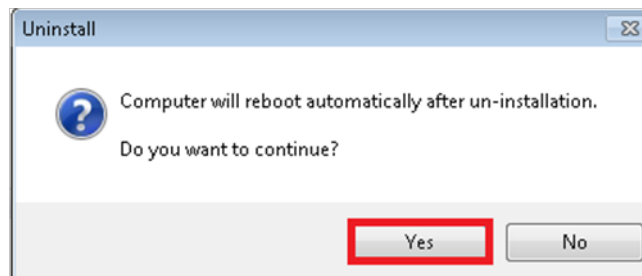 Uninstall
Computer will reboot automatically after un-installation.
Do you want to continue?
Yes
No